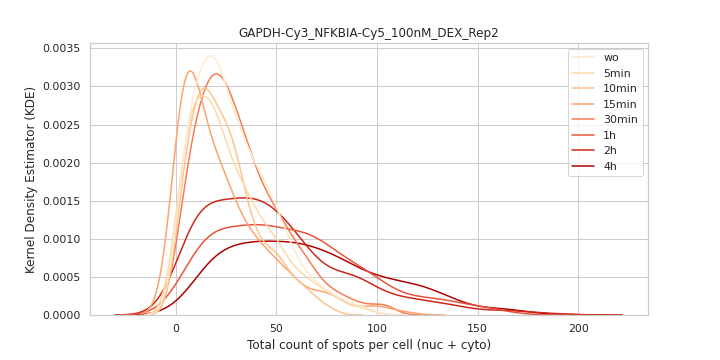 GAPDH-Cy3_NFKBIA-Cy5_100nM_DEX_Rep2
Kernel Density Estimator (KDE)
0.0035
0.0030
0.0025
0.0020
0.0015
0.0010
0.0005
0.0000
0
50
100
150
200
Total count of spots per cell (nuc + cyto)
wo
5min
10min
15min
30min
1h
2h
4h